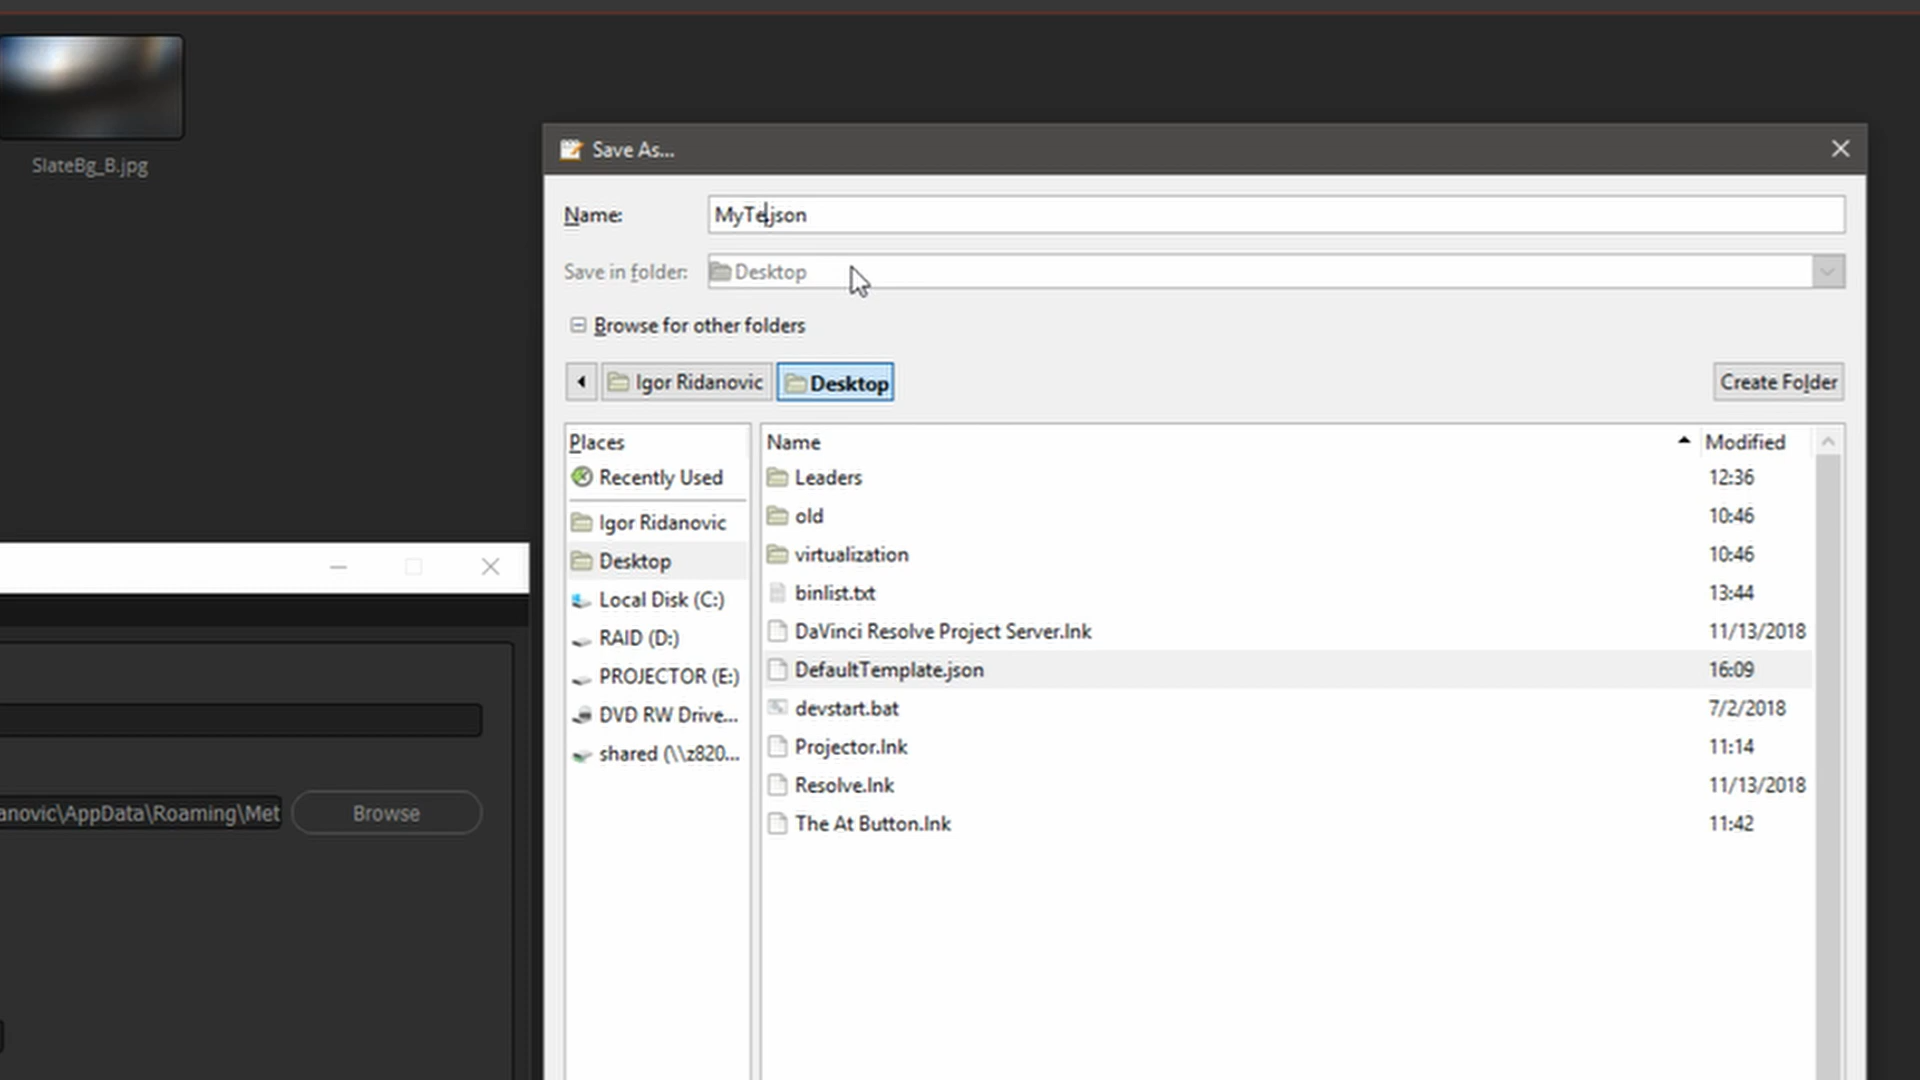 SlateBg_B.jpg
Save As...
Name:
MyTe.json
Save in folder:
Desktop
Browse for other folders
Igor Ridanovic
Desktop
Create Folder
Places
Recently Used
Igor Ridanovic
Desktop
Local Disk (C:)
RAID (D:)
PROJECTOR (E:)
DVD RW Drive...
shared (\\z820...
Name
Modified
Leaders
12:36
old
10:46
virtualization
10:46
binlist.txt
13:44
DaVinci Resolve Project Server.lnk
11/13/2018
DefaultTemplate.json
16:09
devstart.bat
7/2/2018
Projector.lnk
11:14
Resolve.lnk
11/13/2018
The At Button.lnk
11:42
anovic\AppData\Roaming\Met
Browse